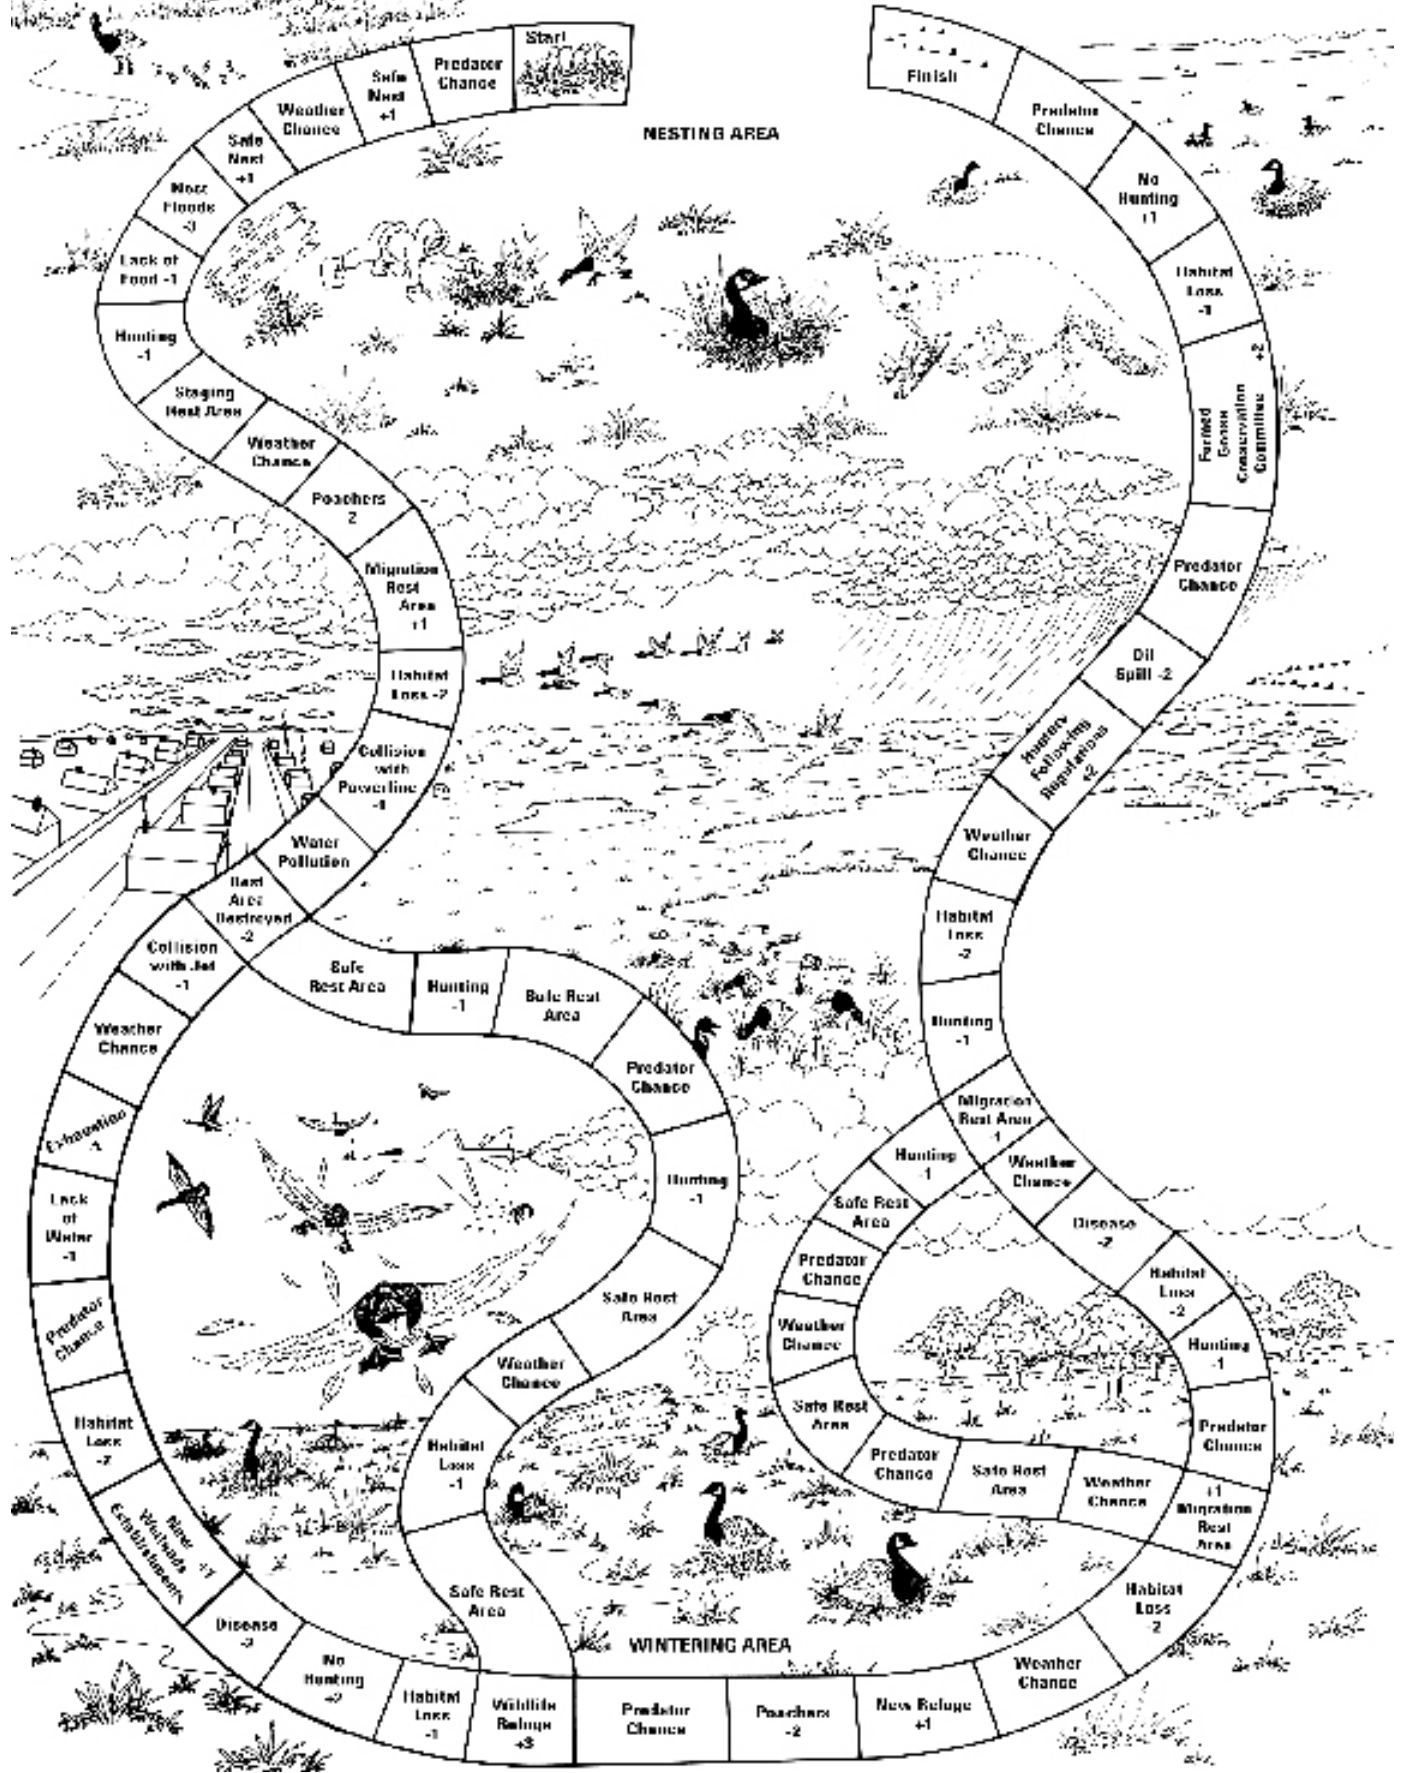 Start
Predator
Chance
Safe
Nest
+1
Weather
Chance
Safe
Nest
+1
Nest
Floods
-3
Lack of
Food -1
Hunting
-1
Staging
Rest Area
Weather
Chance
Poachers
2
Migration
Rest
Area
+1
Habitat
Loss -2
Collision
with
Powerline
-1
Water
Pollution
Rest
Area
Destroyed
-2
Collision
with Jet
-1
Weather
Chance
Exhaustion
-1
Lack
of
Water
-1
Predator
Chance
Habitat
Loss
-2
New
Wetlands
Establishments
Disease
-2
No
Hunting
+2
Habitat
Loss
-1
Wildlife
Refuge
+3
Safe
Rest Area
Hunting
-1
Safe Rest
Area
Predator
Chance
Hunting
-1
Safe Rest
Area
Weather
Chance
Habitat
Loss
-1
Safe Rest
Area
WINTERING AREA
Predator
Chance
Poachers
-2
New Refuge
+1
Weather
Chance
Habitat
Loss
-2
+1
Migration
Rest
Area
Predator
Chance
Hunting
-1
Habitat
Loss
-2
Disease
-2
Weather
Chance
Weather
Chance
Safe Rest
Area
Predator
Chance
Safe Rest
Area
Weather
Chance
Predator
Chance
Safe Rest
Area
Hunting
-1
Migration
Rest Area
Hunting
-1
Habitat
Loss
-2
Weather
Chance
Hunters
Following
Regulations
+2
Oil
Spill -2
Predator
Chance
Formed
Goose
Conservation
Committee
+2
Habitat
Loss
No
Hunting
+1
Predator
Chance
Finish
NESTING AREA